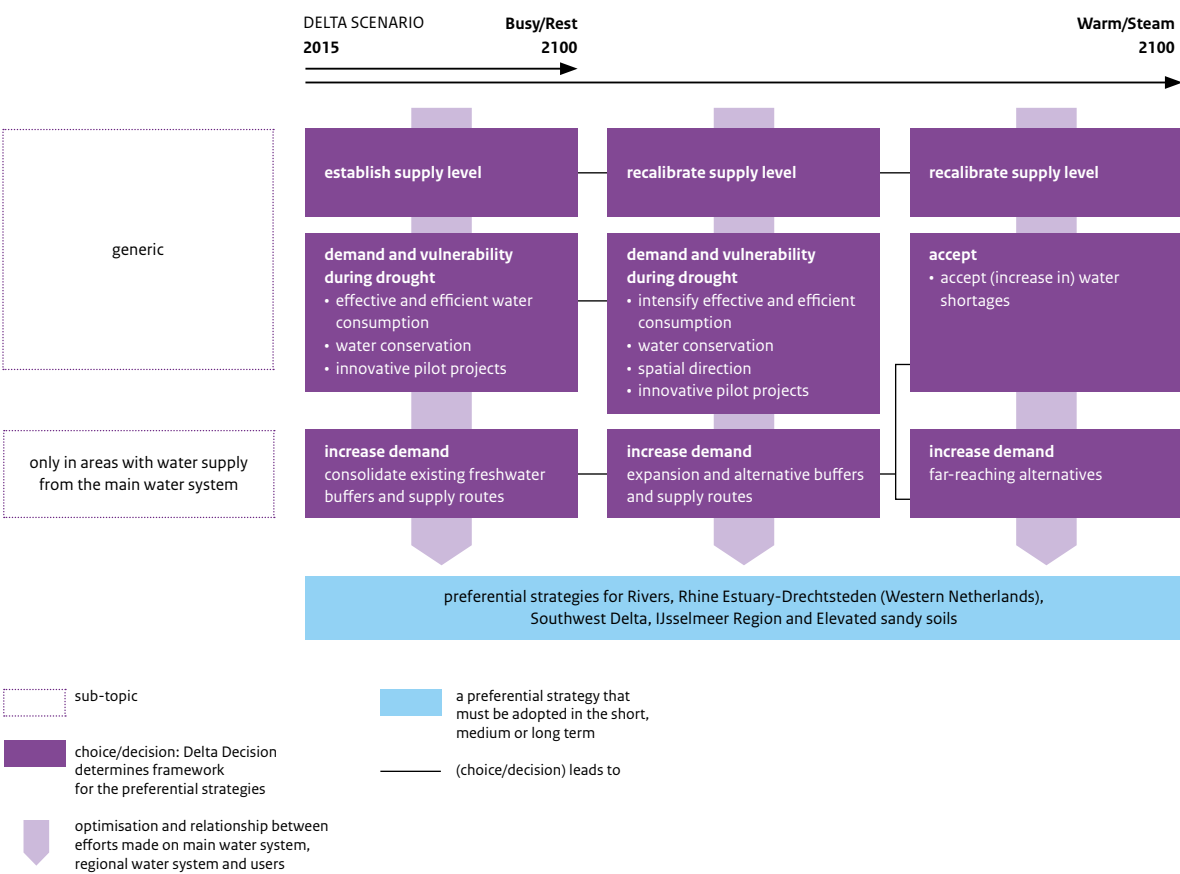 DELTA SCENARIO
Busy/Rest
Warm/Steam
2015
2100
2100
generic
establish supply level
recalibrate supply level
recalibrate supply level
demand and vulnerability
during drought
• effective and efficient water
consumption
• water conservation
• innovative pilot projects
demand and vulnerability
during drought
• intensify effective and efficient
consumption
• water conservation
• spatial direction
• innovative pilot projects
accept
• accept (increase in) water
shortages
only in areas with water supply
from the main water system
increase demand
consolidate existing freshwater
buffers and supply routes
increase demand
expansion and alternative buffers
and supply routes
increase demand
far-reaching alternatives
preferential strategies for Rivers, Rhine Estuary-Drechtsteden (Western Netherlands),
Southwest Delta, IJsselmeer Region and Elevated sandy soils
sub-topic
choice/decision: Delta Decision
determines framework
for the preferential strategies
optimisation and relationship between
efforts made on main water system,
regional water system and users
a preferential strategy that
must be adopted in the short,
medium or long term
(choice/decision) leads to